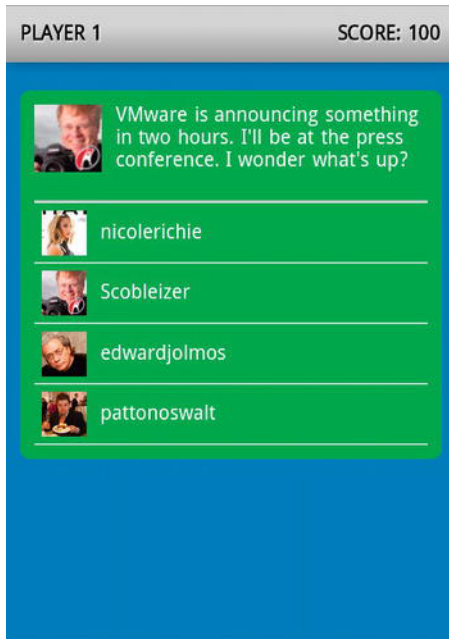 PLAYER 1 SCORE: 100
VMware is announcing something
in two hours. I'll be at the press
conference. I wonder what's up?
nicolerichie
Scobleizer
edwardjolmos
pattonoswalt